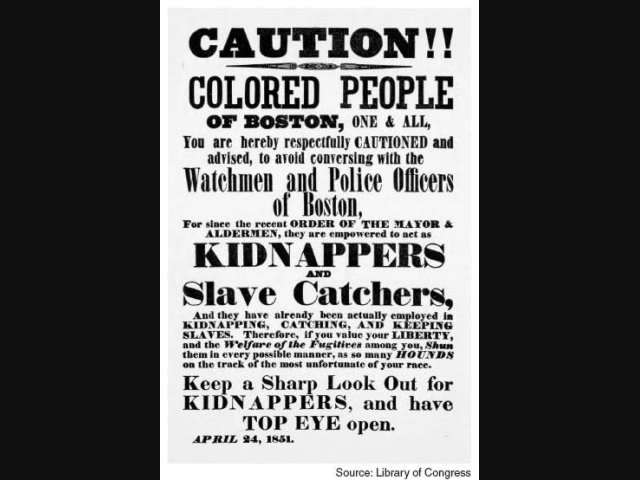 CAUTION!!
COLORED PEOPLE
OF BOSTON, ONE & ALL,
You are hereby respectfully CAUTIONED and
advised, to avoid conversing with the
Watchmen and Police Officers
of Boston,
For since the recent ORDER OF THE MAYOR &
ALDERMEN, they are empowered to act as
KIDNAPPERS
AND
Slave Catchers,
And they have already been actually employed in
KIDNAPPING, CATCHING, AND KEEPING
SLAVES. Therefore, if you value your LIBERTY,
and the Welfare of the Fugitives among you, Shun
them in every possible manner, as so many HOUNDS
on the track of the most unfortunate of your race.
Keep a Sharp Look Out for
KIDNAPPERS, and have
TOP EYE open.
APRIL 24, 1851.
Source: Library of Congress